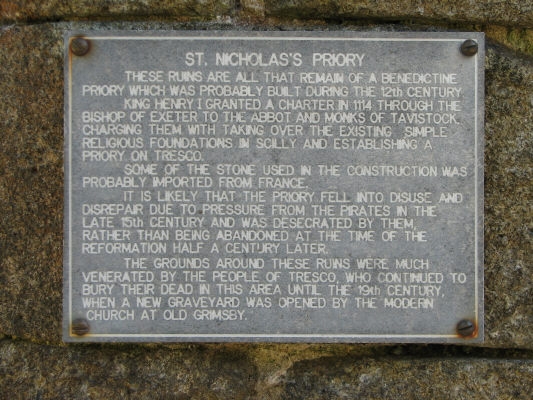 ST. NICHOLAS'S PRIORY
THESE RUINS ARE ALL THAT REMAIN OF A BENEDICTINE
PRIORY WHICH WAS PROBABLY BUILT DURING THE 12th CENTURY
KING HENRY I GRANTED A CHARTER IN 1114 THROUGH THE
BISHOP OF EXETER TO THE ABBOT AND MONKS OF TAVISTOCK,
CHARGING THEM WITH TAKING OVER THE EXISTING SIMPLE
RELIGIOUS FOUNDATIONS IN SCILLY AND ESTABLISHING A
PRIORY ON TRESCO.
SOME OF THE STONE USED IN THE CONSTRUCTION WAS
PROBABLY IMPORTED FROM FRANCE.
IT IS LIKELY THAT THE PRIORY FELL INTO DISUSE AND
DISREPAIR DUE TO PRESSURE FROM THE PIRATES IN THE
LATE 15th CENTURY AND WAS DESECRATED BY THEM,
RATHER THAN BEING ABANDONED AT THE TIME OF THE
REFORMATION HALF A CENTURY LATER.
THE GROUNDS AROUND THESE RUINS WERE MUCH
VENERATED BY THE PEOPLE OF TRESCO, WHO CONTINUED TO
BURY THEIR DEAD IN THIS AREA UNTIL THE 19th CENTURY,
WHEN A NEW GRAVEYARD WAS OPENED BY THE MODERN
CHURCH AT OLD GRIMSBY.